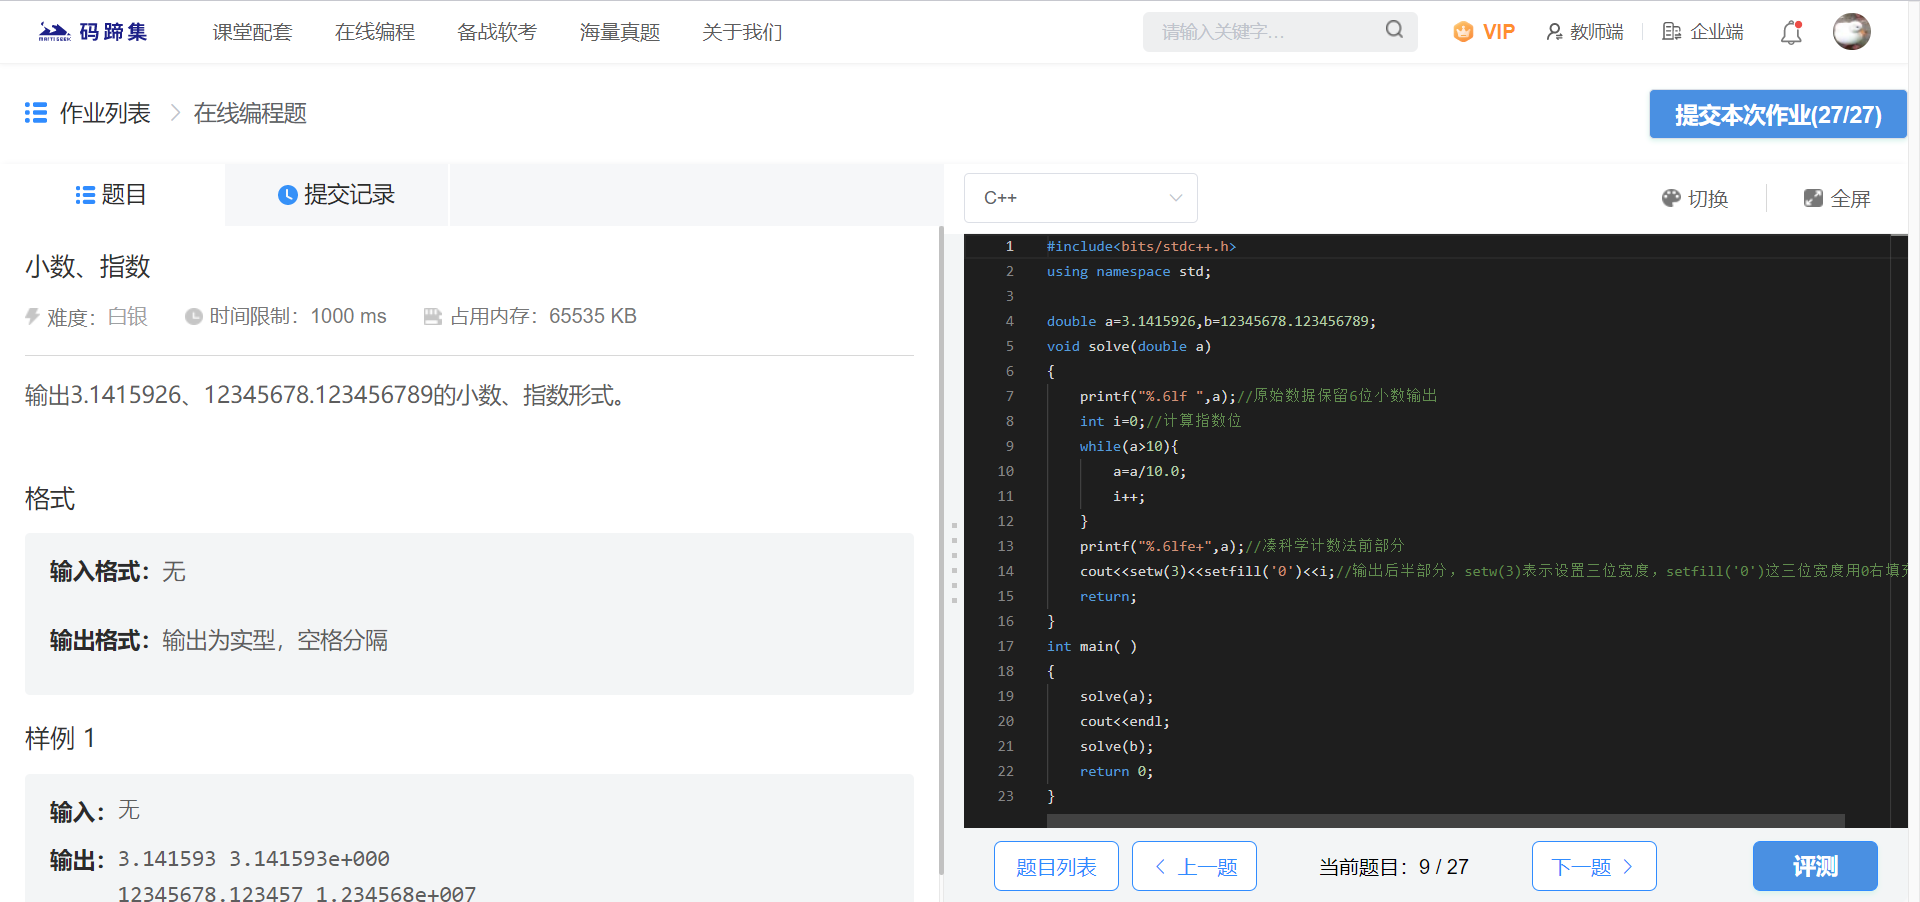 码蹄集
MAITI GEEK
课堂配套
在线编程
备战软考
海量真题
关于我们
请输入关键字...
VIP
教师端
企业端
作业列表
在线编程题
提交本次作业(27/27)
题目
提交记录
小数、指数
难度：白银 时间限制：1000 ms 占用内存：65535 KB
输出3.1415926、12345678.123456789的小数、指数形式。
格式
输入格式：无
输出格式：输出为实型，空格分隔
样例 1
输入：无
输出：3.141593 3.141593e+000
12345678.123457 1.234568e+007
C++
切换
全屏
1 #include<bits/stdc++.h>
2 using namespace std;
3
4 double a=3.1415926,b=12345678.123456789;
5 void solve(double a)
6 {
7 printf("%.6lf ",a);//原始数据保留6位小数输出
8 int i=0;//计算指数位
9 while(a>10){
10 a=a/10.0;
11 i++;
12 }
13 printf("%.6lfe+",a);//凑科学计数法前部分
14 cout<<setw(3)<<setfill('0')<<i;//输出后半部分，setw(3)表示设置三位宽度，setfill('0')这三位宽度用0右填充
15 return;
16 }
17 int main( )
18 {
19 solve(a);
20 cout<<endl;
21 solve(b);
22 return 0;
23 }
题目列表
上一题
当前题目：9 / 27
下一题
评测